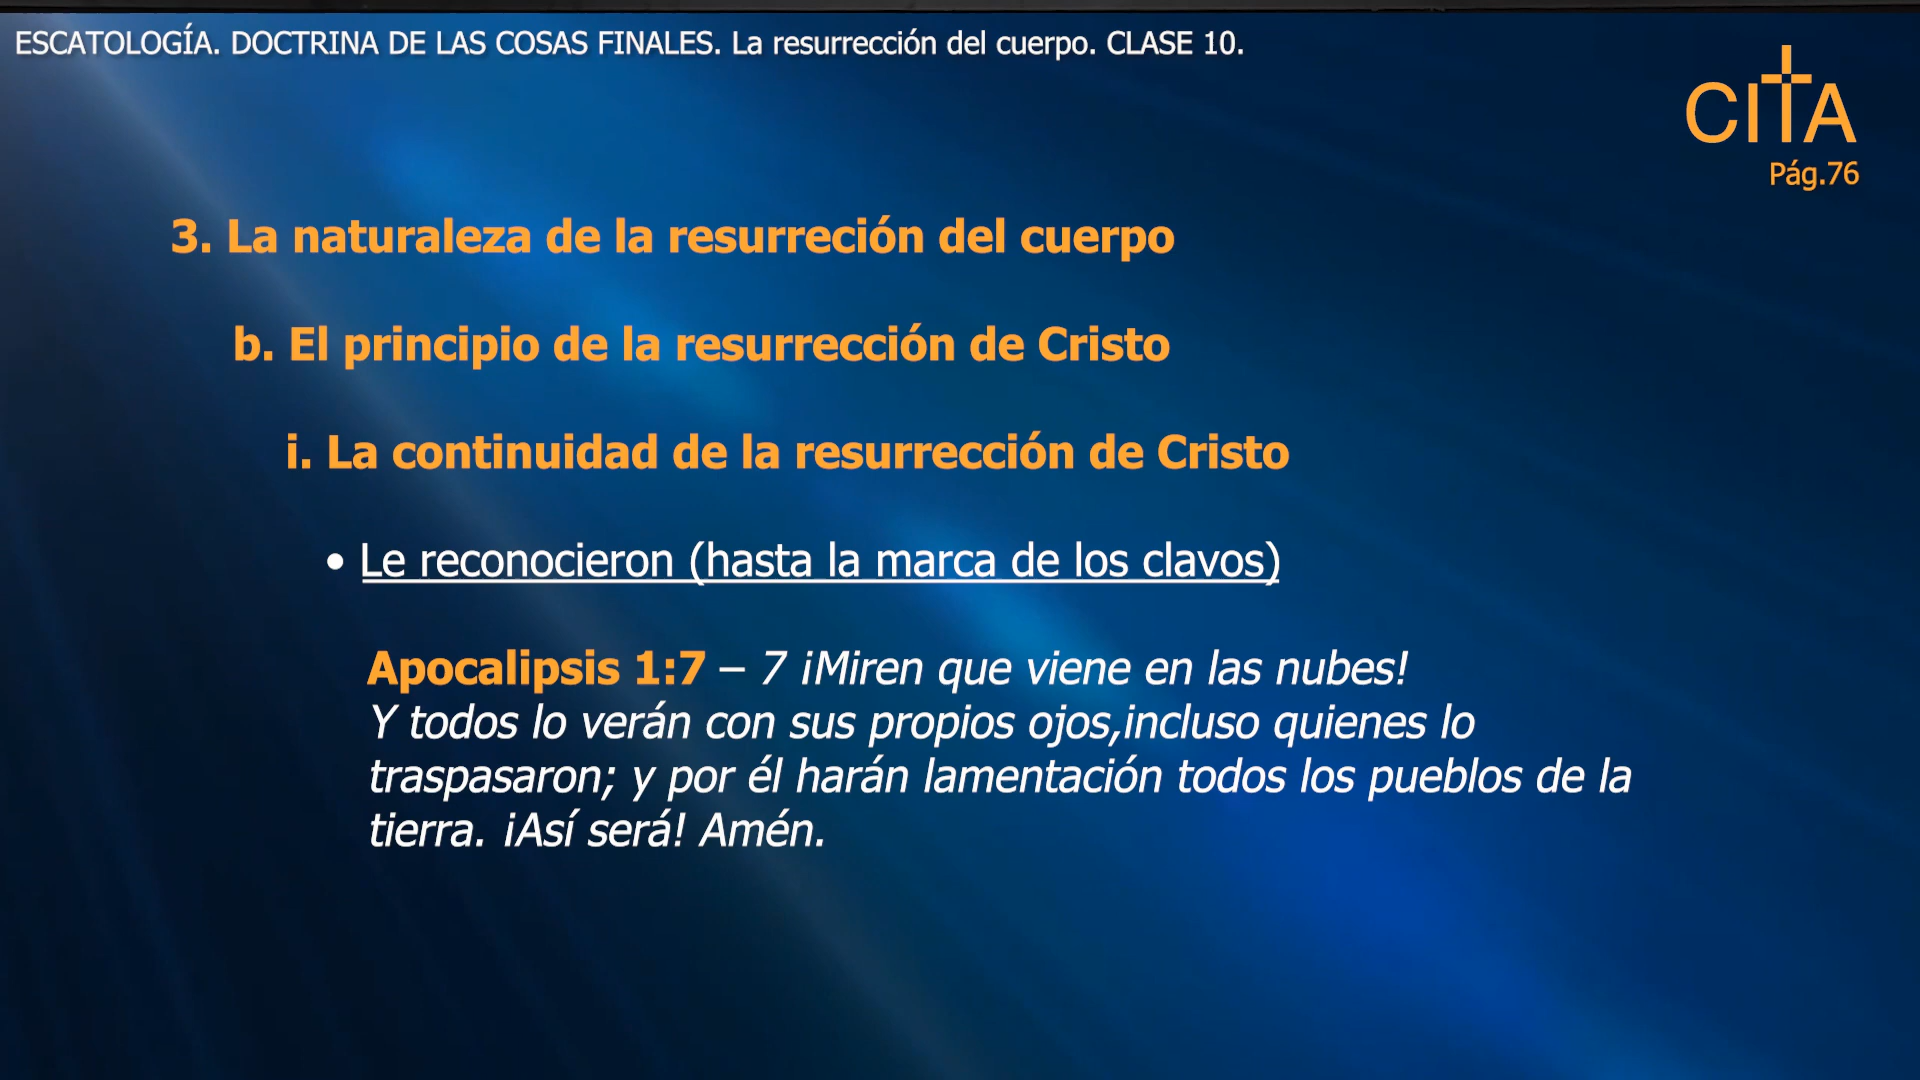 ESCATOLOGÍA. DOCTRINA DE LAS COSAS FINALES. La resurrección del cuerpo. CLASE 10.
CITA
Pág.76
3. La naturaleza de la resurreción del cuerpo
b. El principio de la resurrección de Cristo
i. La continuidad de la resurrección de Cristo
• Le reconocieron (hasta la marca de los clavos)
Apocalipsis 1:7 – 7 ¡Miren que viene en las nubes!
Y todos lo verán con sus propios ojos,incluso quienes lo
traspasaron; y por él harán lamentación todos los pueblos de la
tierra. ¡Así será! Amén.